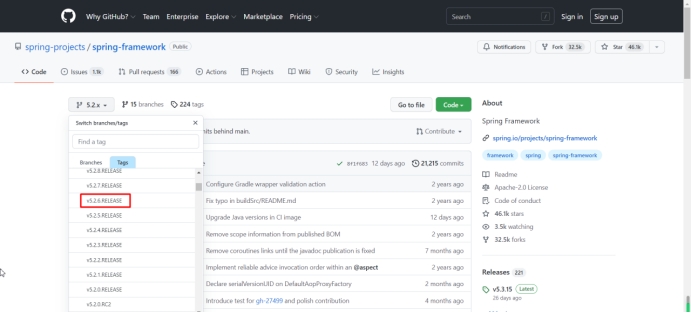 Why GitHub? Team Enterprise Explore Marketplace Pricing Search / Sign in Sign up
spring-projects / spring-framework Public Notifications Fork 32.5k Star 46.1k
Code Issues 1.1k Pull requests 166 Actions Projects Wiki Security Insights
5.2.x 15 branches 224 tags Go to file Code
Switch branches/tags
Find a tag
Branches Tags
v5.2.8.RELEASE
v5.2.7.RELEASE
v5.2.6.RELEASE
v5.2.5.RELEASE
v5.2.4.RELEASE
v5.2.3.RELEASE
v5.2.2.RELEASE
v5.2.1.RELEASE
v5.2.0.RELEASE
v5.2.0.RC2
mits behind main. Contribute
12 days ago 21,215 commits
Configure Gradle wrapper validation action 2 years ago
Fix typo in buildSrc/README.md 2 years ago
Upgrade Java versions in CI image 12 days ago
Remove scope information from published BOM 2 years ago
Remove coroutines links until the javadoc publication is fixed 7 months ago
Implement reliable advice invocation order within an @aspect 2 years ago
Declare serialVersionUID on DefaultAopProxyFactory 2 years ago
Introduce test for gh-27499 and polish contribution 4 months ago
About
Spring Framework
spring.io/projects/spring-framework
framework spring spring-framework
Readme
Apache-2.0 License
Code of conduct
46.1k stars
3.5k watching
32.5k forks
Releases 221
v5.3.15 Latest
26 days ago